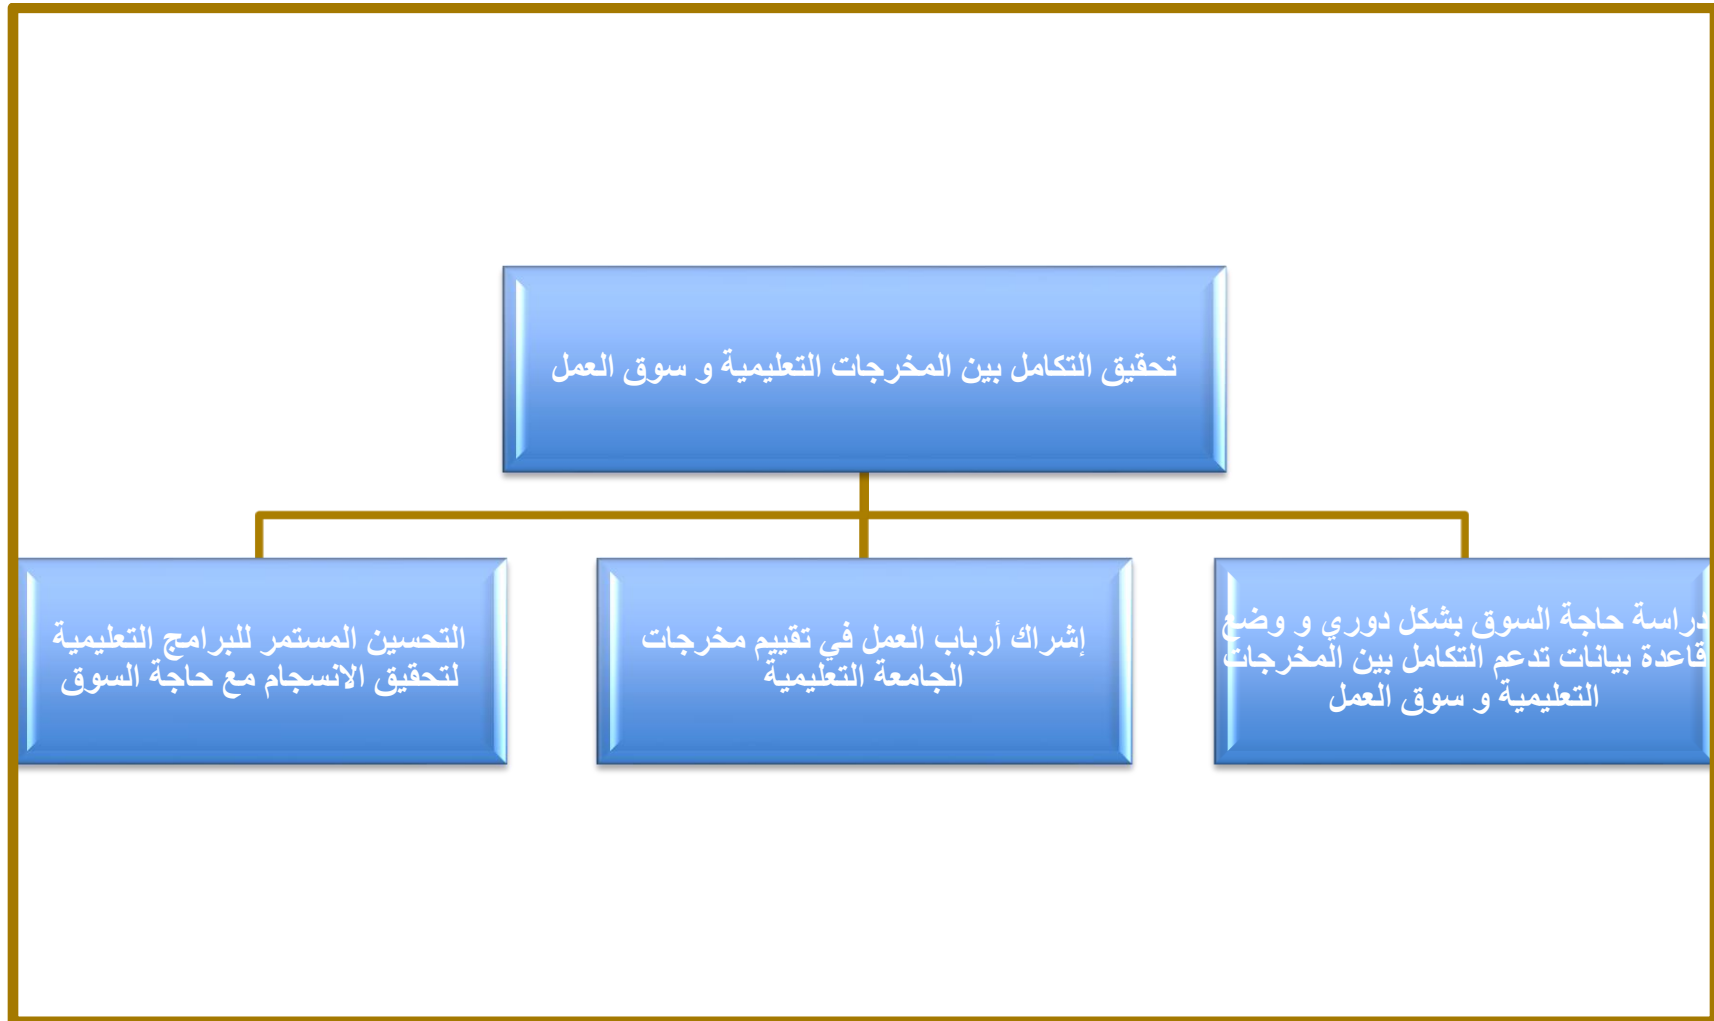 تحقيق التكامل بين المخرجات التعليمية و سوق العمل
دراسة حاجة السوق بشكل دوري و وضع
قاعدة بيانات تدعم التكامل بين المخرجات
التعليمية و سوق العمل
إشراك أرباب العمل في تقييم مخرجات
الجامعة التعليمية
التحسين المستمر للبرامج التعليمية
لتحقيق الانسجام مع حاجة السوق